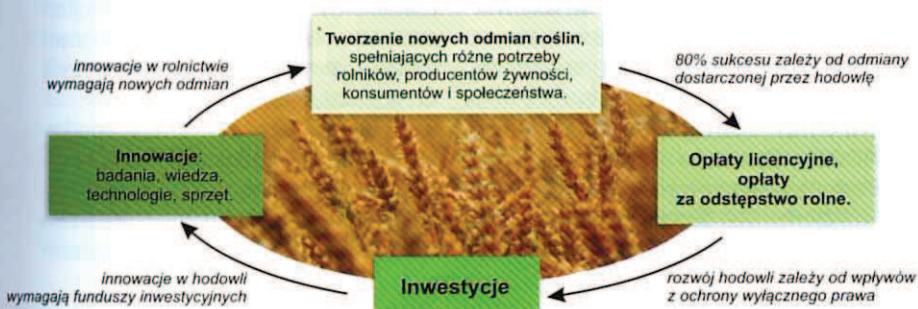 Tworzenie nowych odmian roślin,
spełniających różne potrzeby
rolników, producentów żywności,
konsumentów i społeczeństwa.
80% sukcesu zależy od odmiany
dostarczonej przez hodowlę
Opłaty licencyjne,
opłaty
za odstępstwo rolne.
rozwój hodowli zależy od wpływów
z ochrony wyłącznego prawa
Inwestycje
innowacje w hodowli
wymagają funduszy inwestycyjnych
Innowacje:
badania, wiedza,
technologie, sprzęt.
innowacje w rolnictwie
wymagają nowych odmian